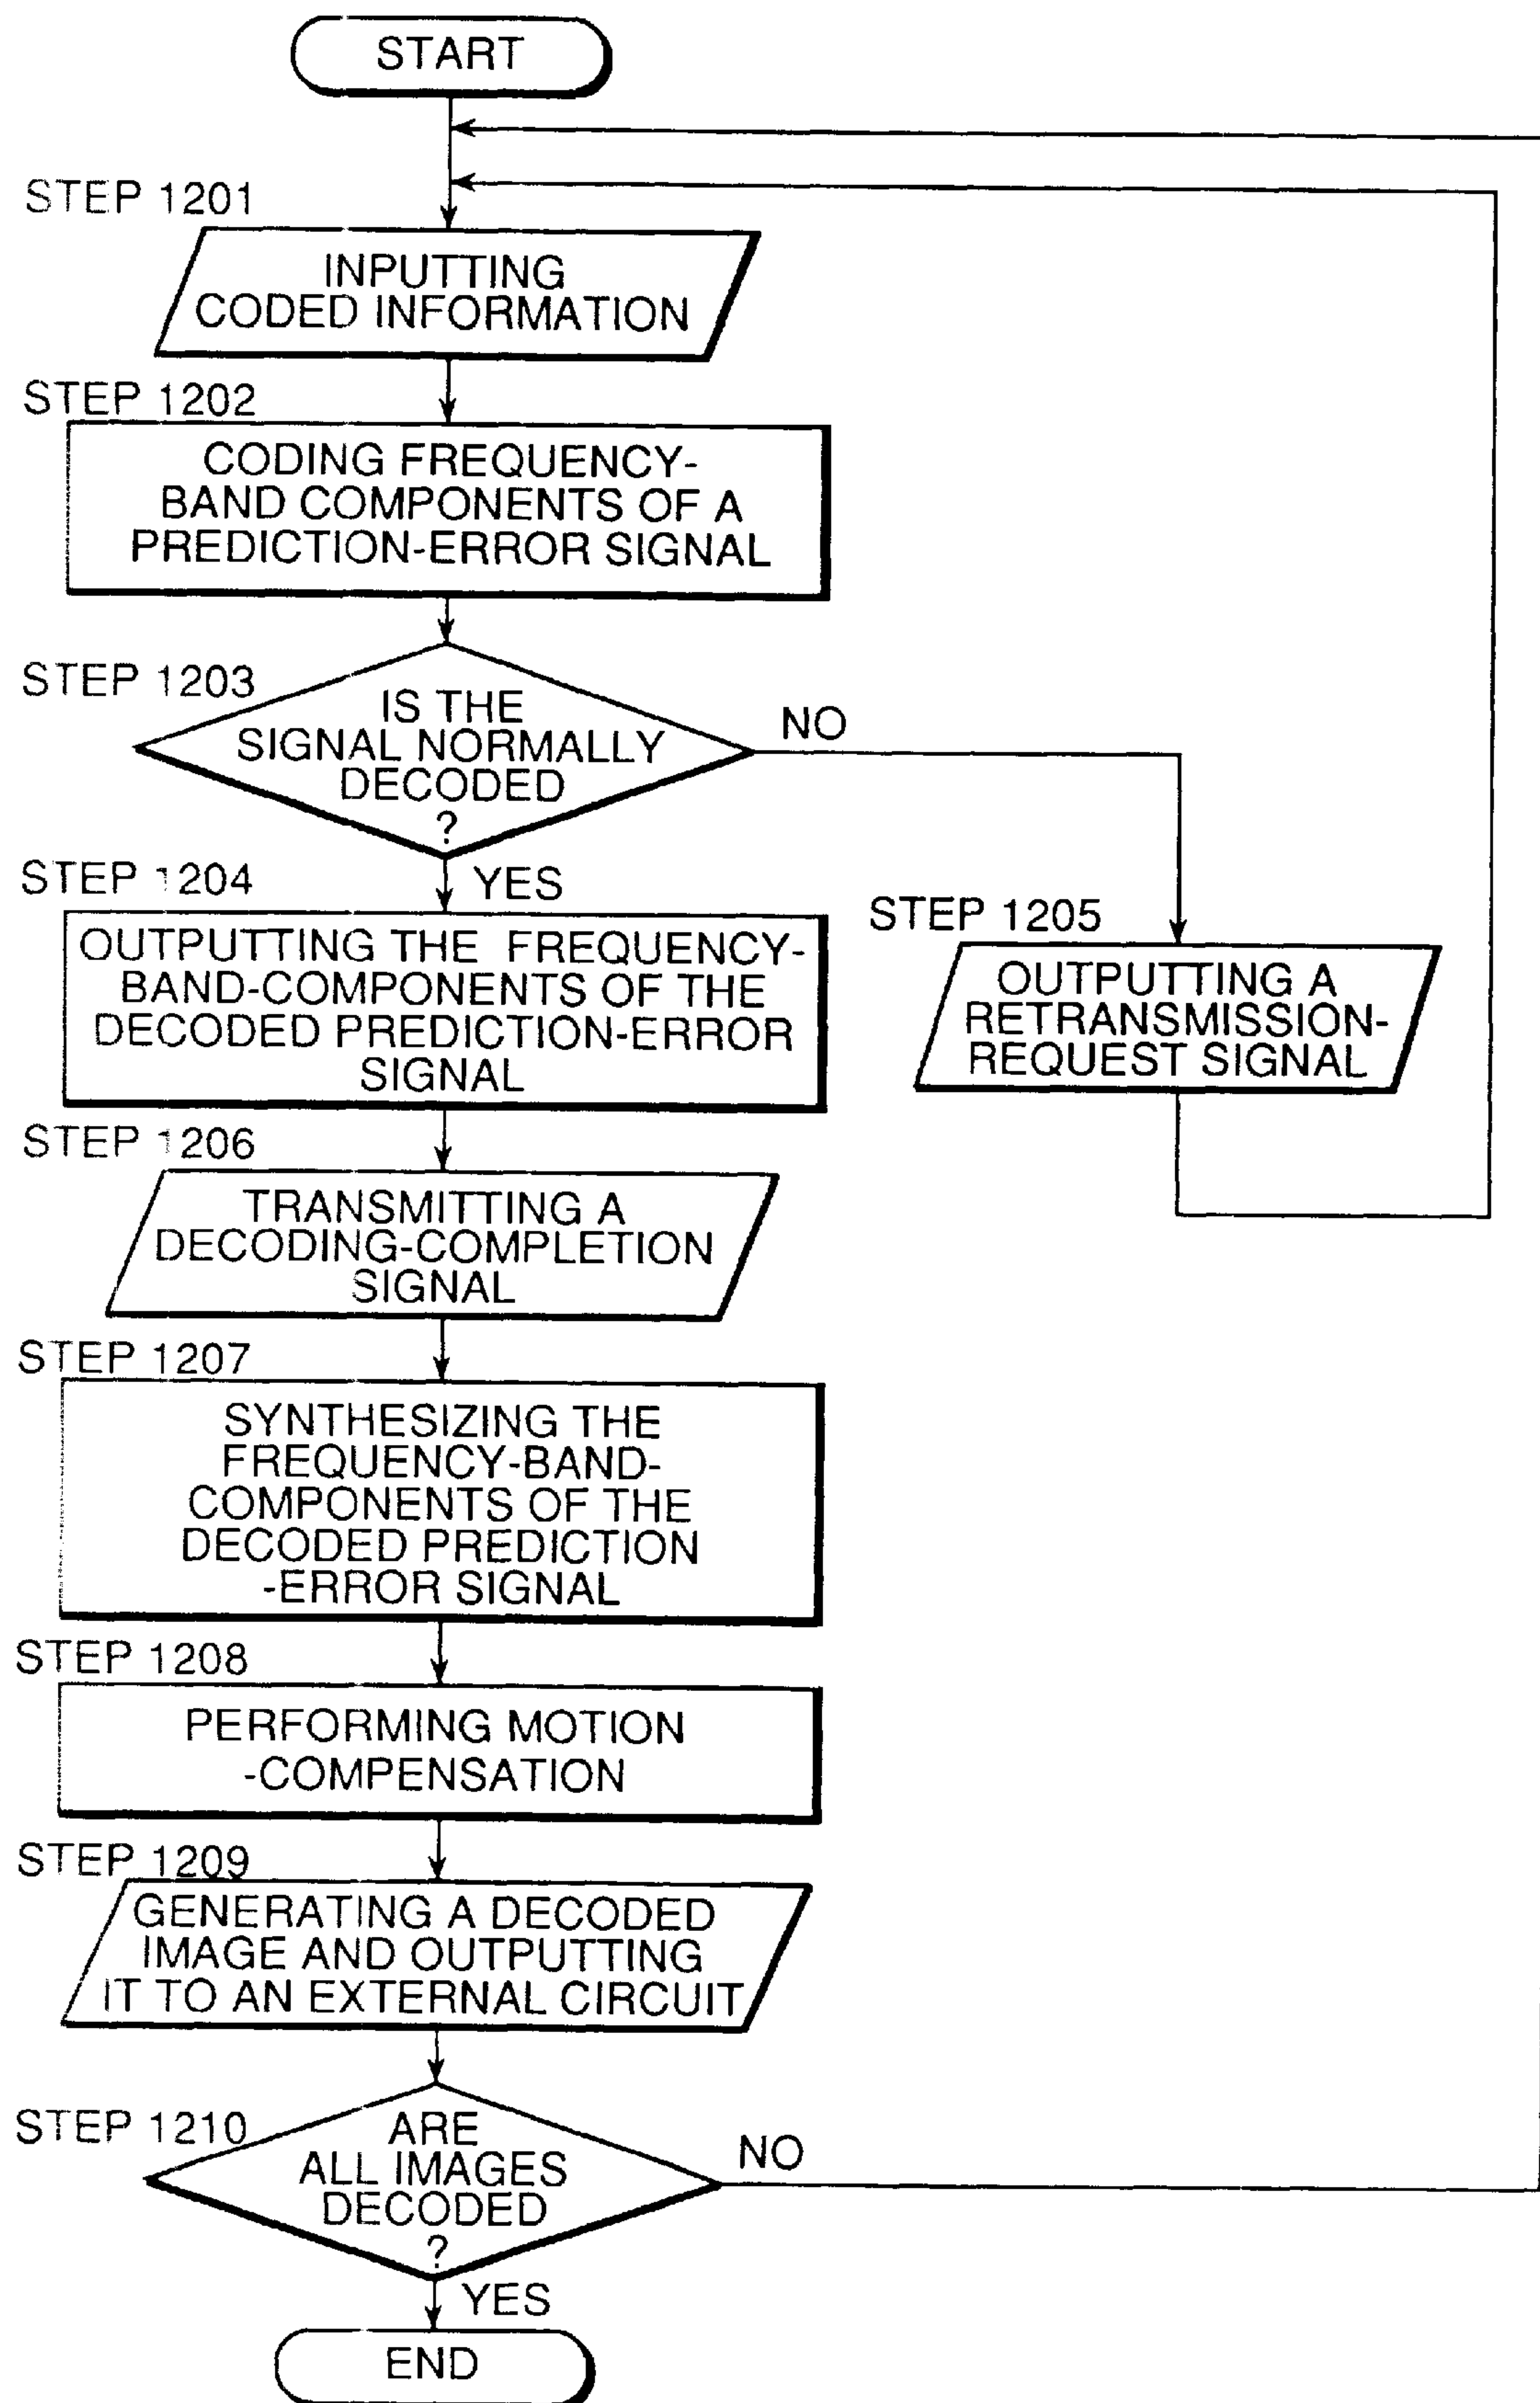 START
STEP 1201
INPUTTING
CODED INFORMATION
STEP 1202
CODING FREQUENCY-
BAND COMPONENTS OF A
PREDICTION-ERROR SIGNAL
STEP 1203
IS THE
SIGNAL NORMALLY
DECODED
?
NO
YES
STEP 1204
OUTPUTTING THE FREQUENCY-
BAND-COMPONENTS OF THE
DECODED PREDICTION-ERROR
SIGNAL
STEP 1205
OUTPUTTING A
RETRANSMISSION-
REQUEST SIGNAL
STEP 1206
TRANSMITTING A
DECODING-COMPLETION
SIGNAL
STEP 1207
SYNTHESIZING THE
FREQUENCY-BAND-
COMPONENTS OF THE
DECODED PREDICTION
-ERROR SIGNAL
STEP 1208
PERFORMING MOTION
-COMPENSATION
STEP 1209
GENERATING A DECODED
IMAGE AND OUTPUTTING
IT TO AN EXTERNAL CIRCUIT
STEP 1210
ARE
ALL IMAGES
DECODED
?
NO
YES
END